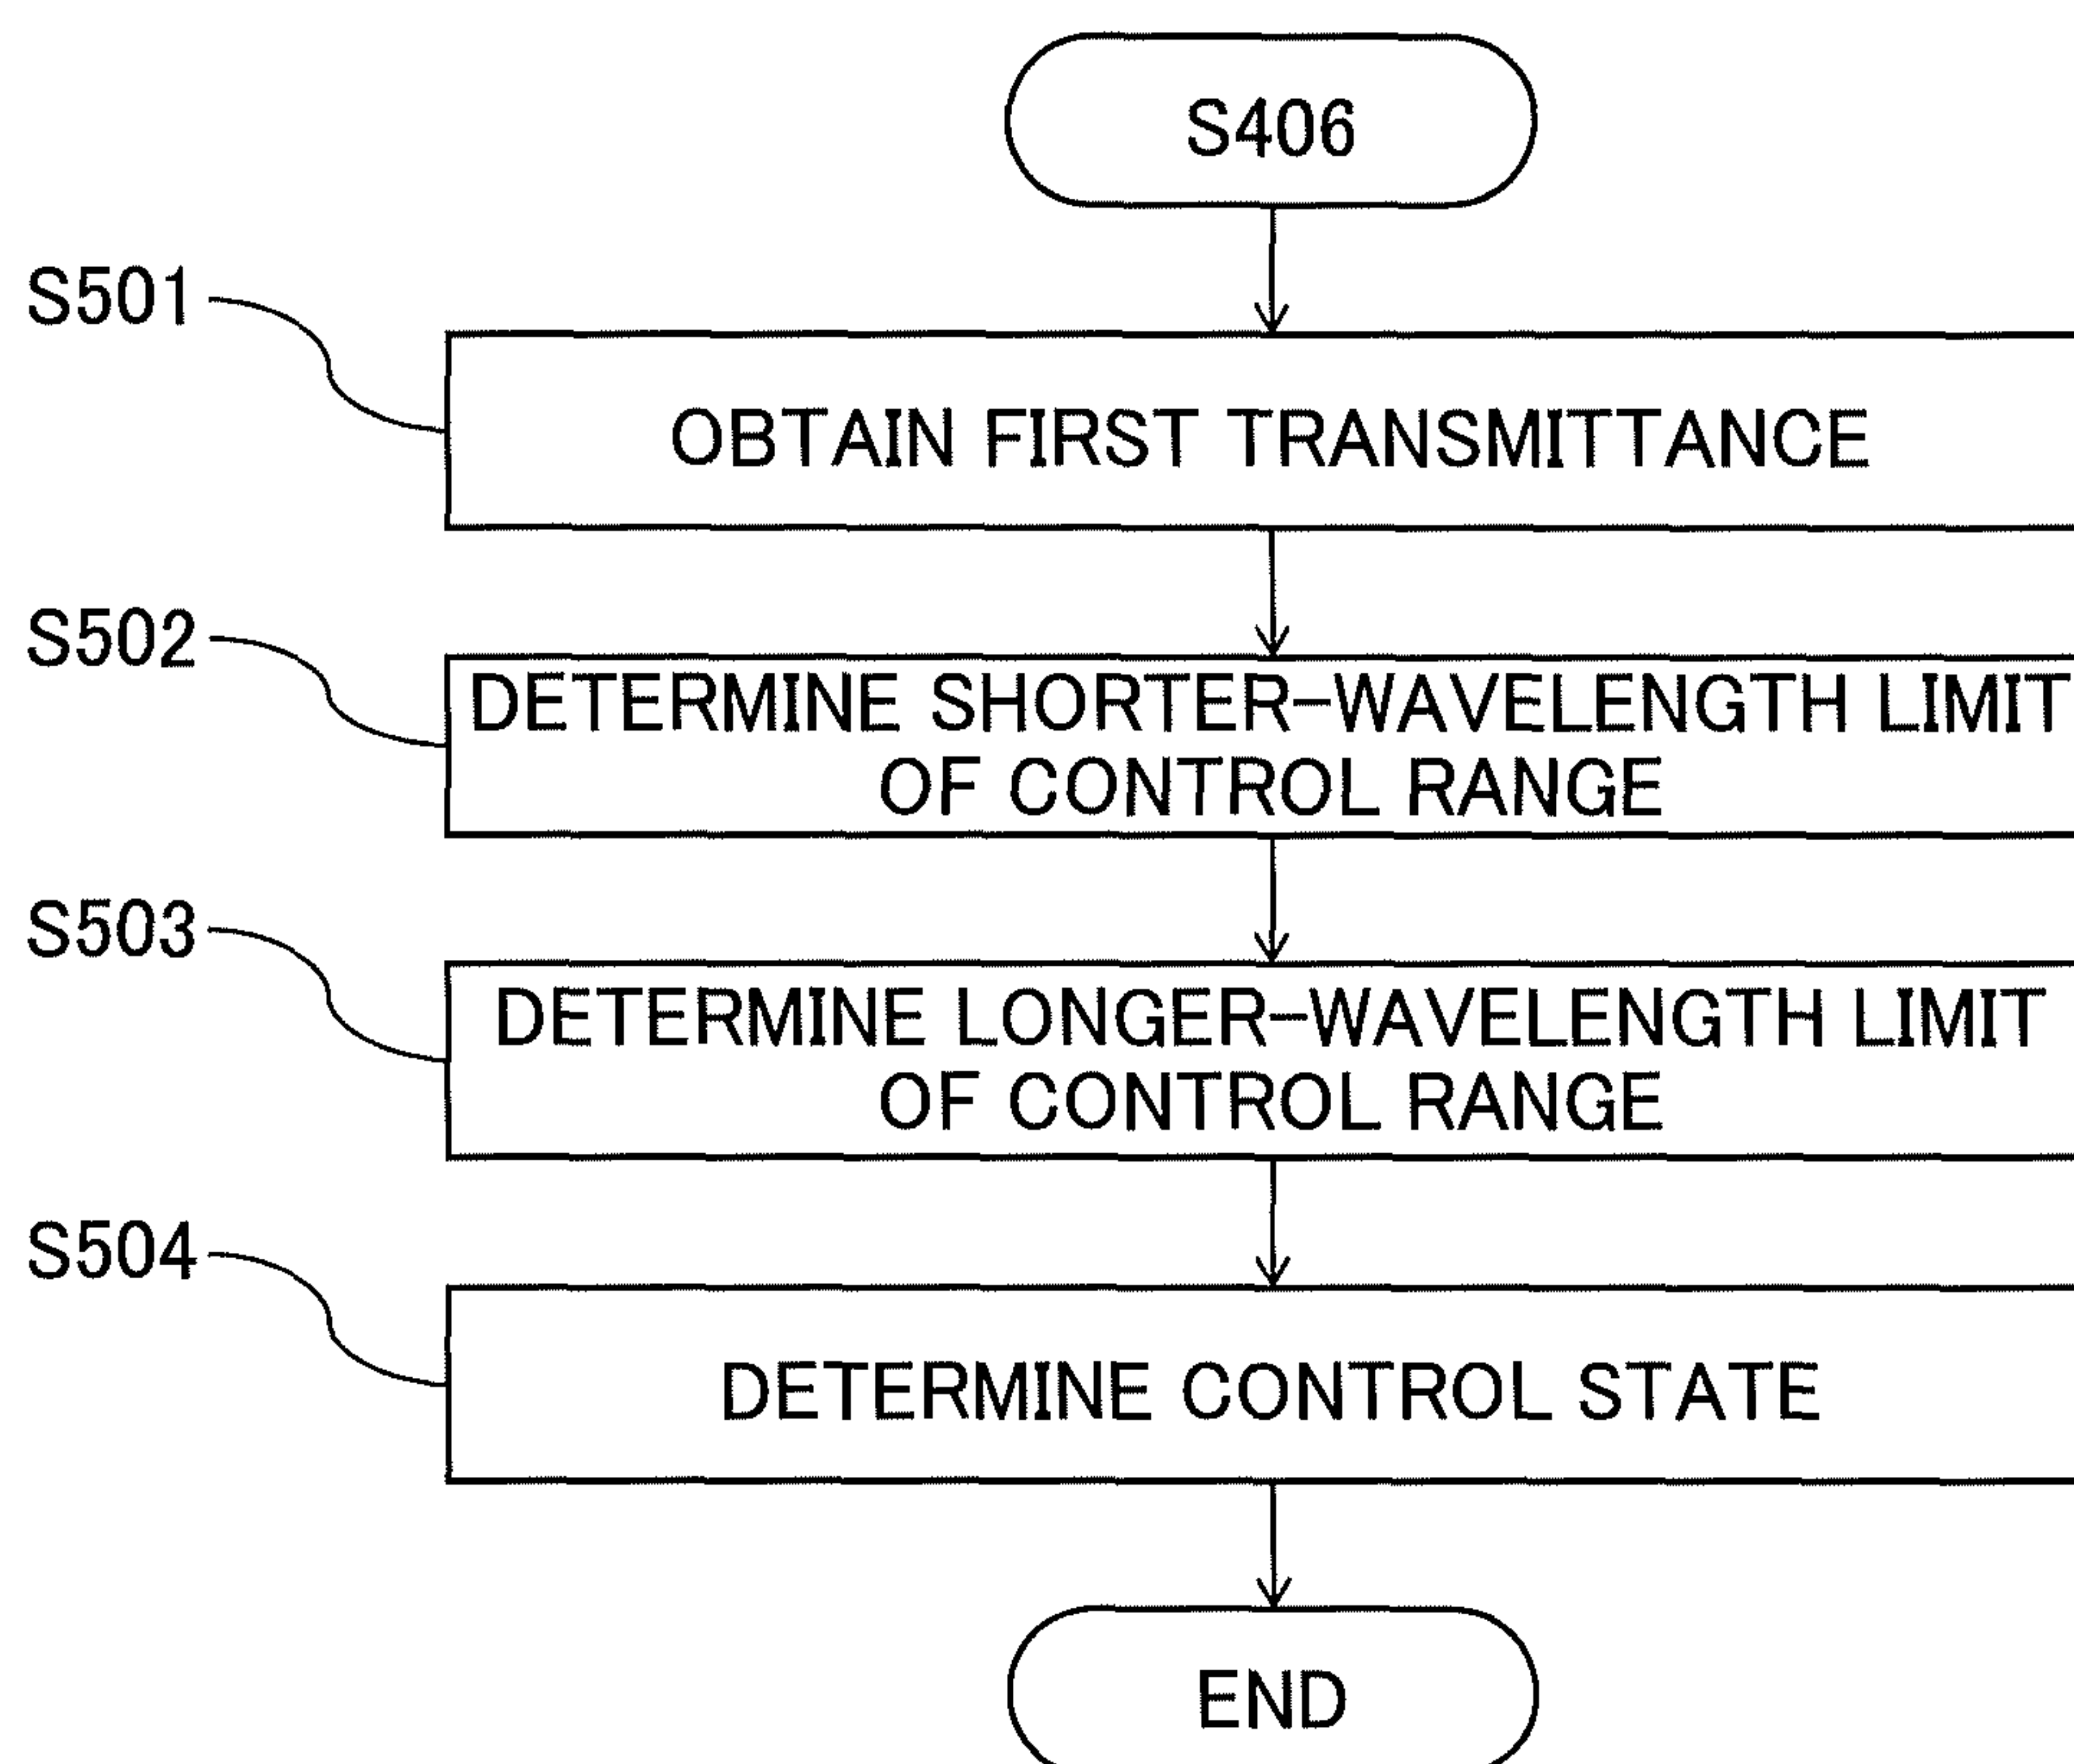 S406
S501
OBTAIN FIRST TRANSMITTANCE
S502
DETERMINE SHORTER-WAVELENGTH LIMIT
OF CONTROL RANGE
S503
DETERMINE LONGER-WAVELENGTH LIMIT
OF CONTROL RANGE
S504
DETERMINE CONTROL STATE
END